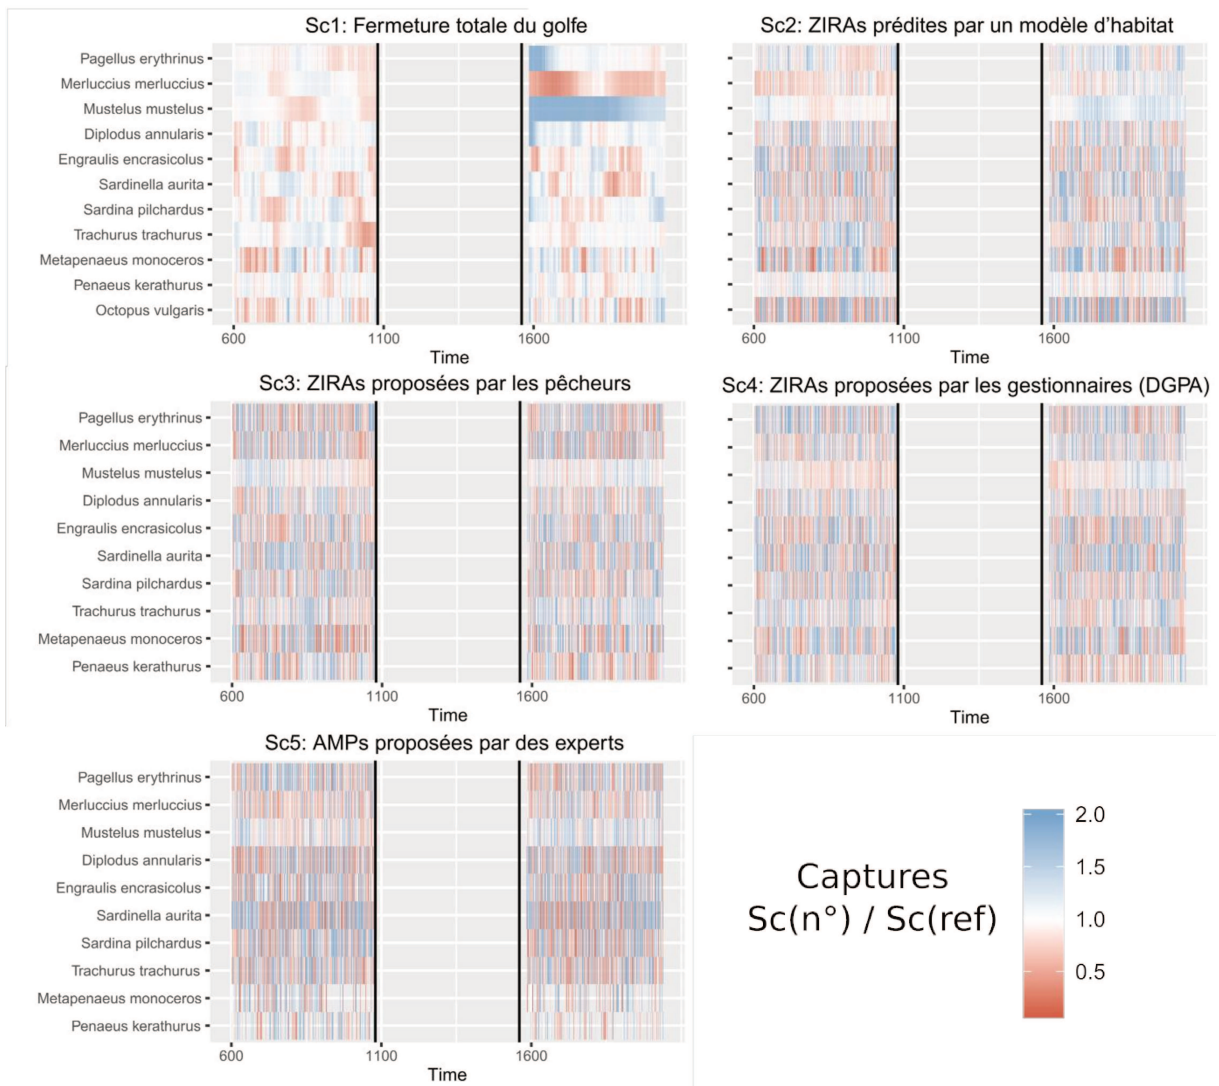 Sc1: Fermeture totale du golfe
Pagellus erythrinus
Merluccius merluccius
Mustelus mustelus
Diplodus annularis
Engraulis encrasicolus
Sardinella aurita
Sardina pilchardus
Trachurus trachurus
Metapenaeus monoceros
Penaeus kerathurus
Octopus vulgaris
600 1100 1600
Time
Sc2: ZIRAs prédites par un modèle d’habitat
600 1100 1600
Time
Sc3: ZIRAs proposées par les pêcheurs
Pagellus erythrinus
Merluccius merluccius
Mustelus mustelus
Diplodus annularis
Engraulis encrasicolus
Sardinella aurita
Sardina pilchardus
Trachurus trachurus
Metapenaeus monoceros
Penaeus kerathurus
600 1100 1600
Time
Sc4: ZIRAs proposées par les gestionnaires (DGPA)
600 1100 1600
Time
Sc5: AMPs proposées par des experts
Pagellus erythrinus
Merluccius merluccius
Mustelus mustelus
Diplodus annularis
Engraulis encrasicolus
Sardinella aurita
Sardina pilchardus
Trachurus trachurus
Metapenaeus monoceros
Penaeus kerathurus
600 1100 1600
Time
Captures
Sc(n°) / Sc(ref)
2.0
1.5
1.0
0.5